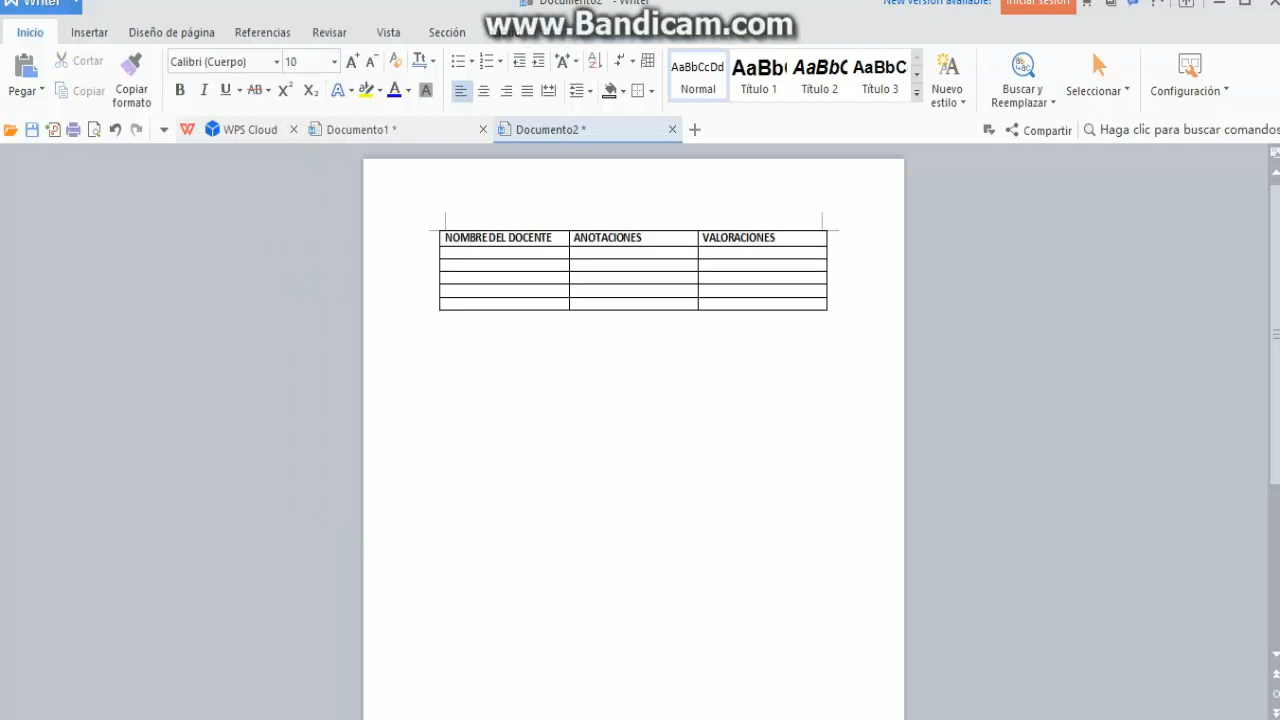 Writer
Documento2 * - Writer
New version available!
Iniciar sesión
www.Bandicam.com
Inicio
Insertar
Diseño de página
Referencias
Revisar
Vista
Sección
Pegar
Cortar
Copiar
Copiar formato
Calibri (Cuerpo)
10
AaBbCcDd
Normal
AaBb
Título 1
AaBbC
Título 2
AaBbC
Título 3
Nuevo estilo
Buscar y Reemplazar
Seleccionar
Configuración
WPS Cloud
Documento1 *
Documento2 *
Compartir
Haga clic para buscar comandos
NOMBRE DEL DOCENTE ANOTACIONES VALORACIONES